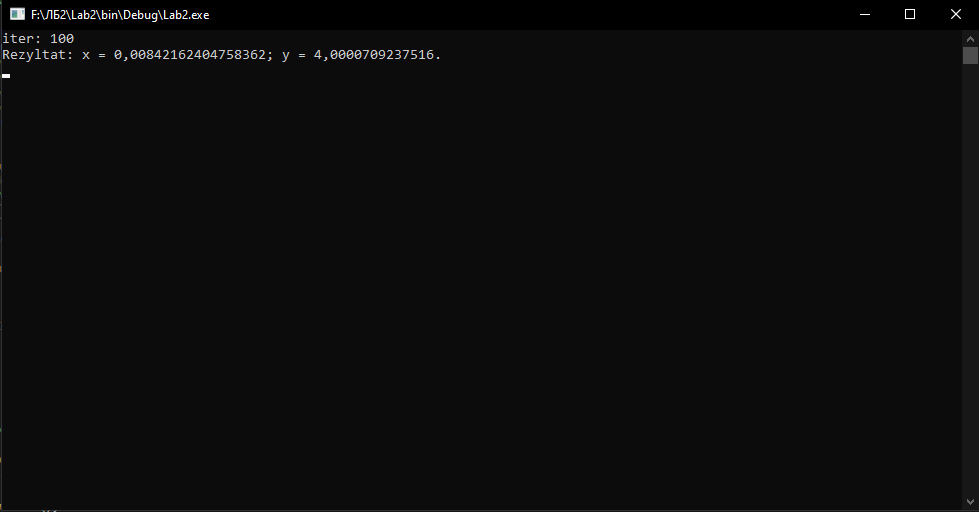 F:\ЛБ2\Lab2\bin\Debug\Lab2.exe
iter: 100
Rezyltat: x = 0,00842162404758362; y = 4,0000709237516.